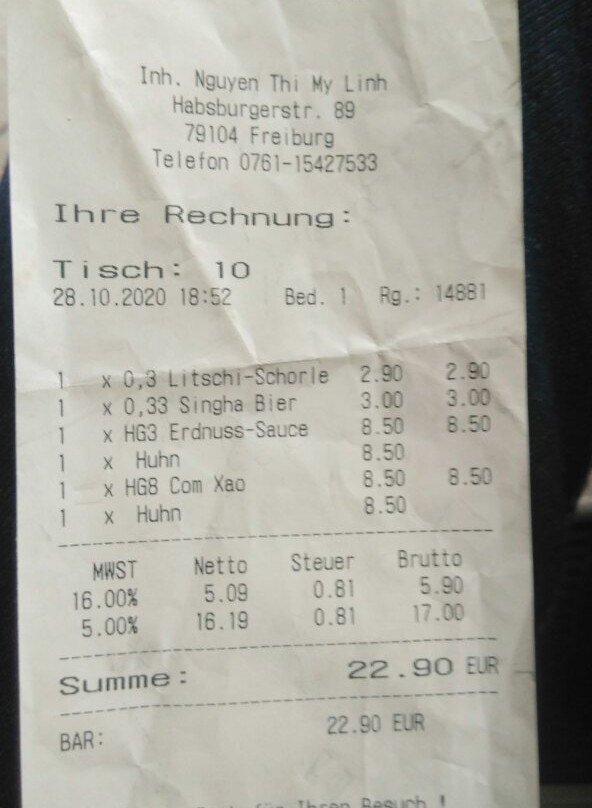 Inh. Nguyen Thi My Linh
Habsburgerstr. 89
79104 Freiburg
Telefon 0761-15427533
Ihre Rechnung:
Tisch: 10
28.10.2020 18:52 Bed. 1 Rg.: 14881
1 x 0,3 Litschi-Schorle 2.90 2.90
1 x 0,33 Singha Bier 3.00 3.00
1 x HG3 Erdnuss-Sauce 8.50 8.50
1 x Huhn 8.50
1 x HG8 Com Xao 8.50 8.50
1 x Huhn 8.50
MWST Netto Steuer Brutto
16.00% 5.09 0.81 5.90
5.00% 16.19 0.81 17.00
Summe: 22.90 EUR
BAR: 22.90 EUR
für Ihren Besuch !